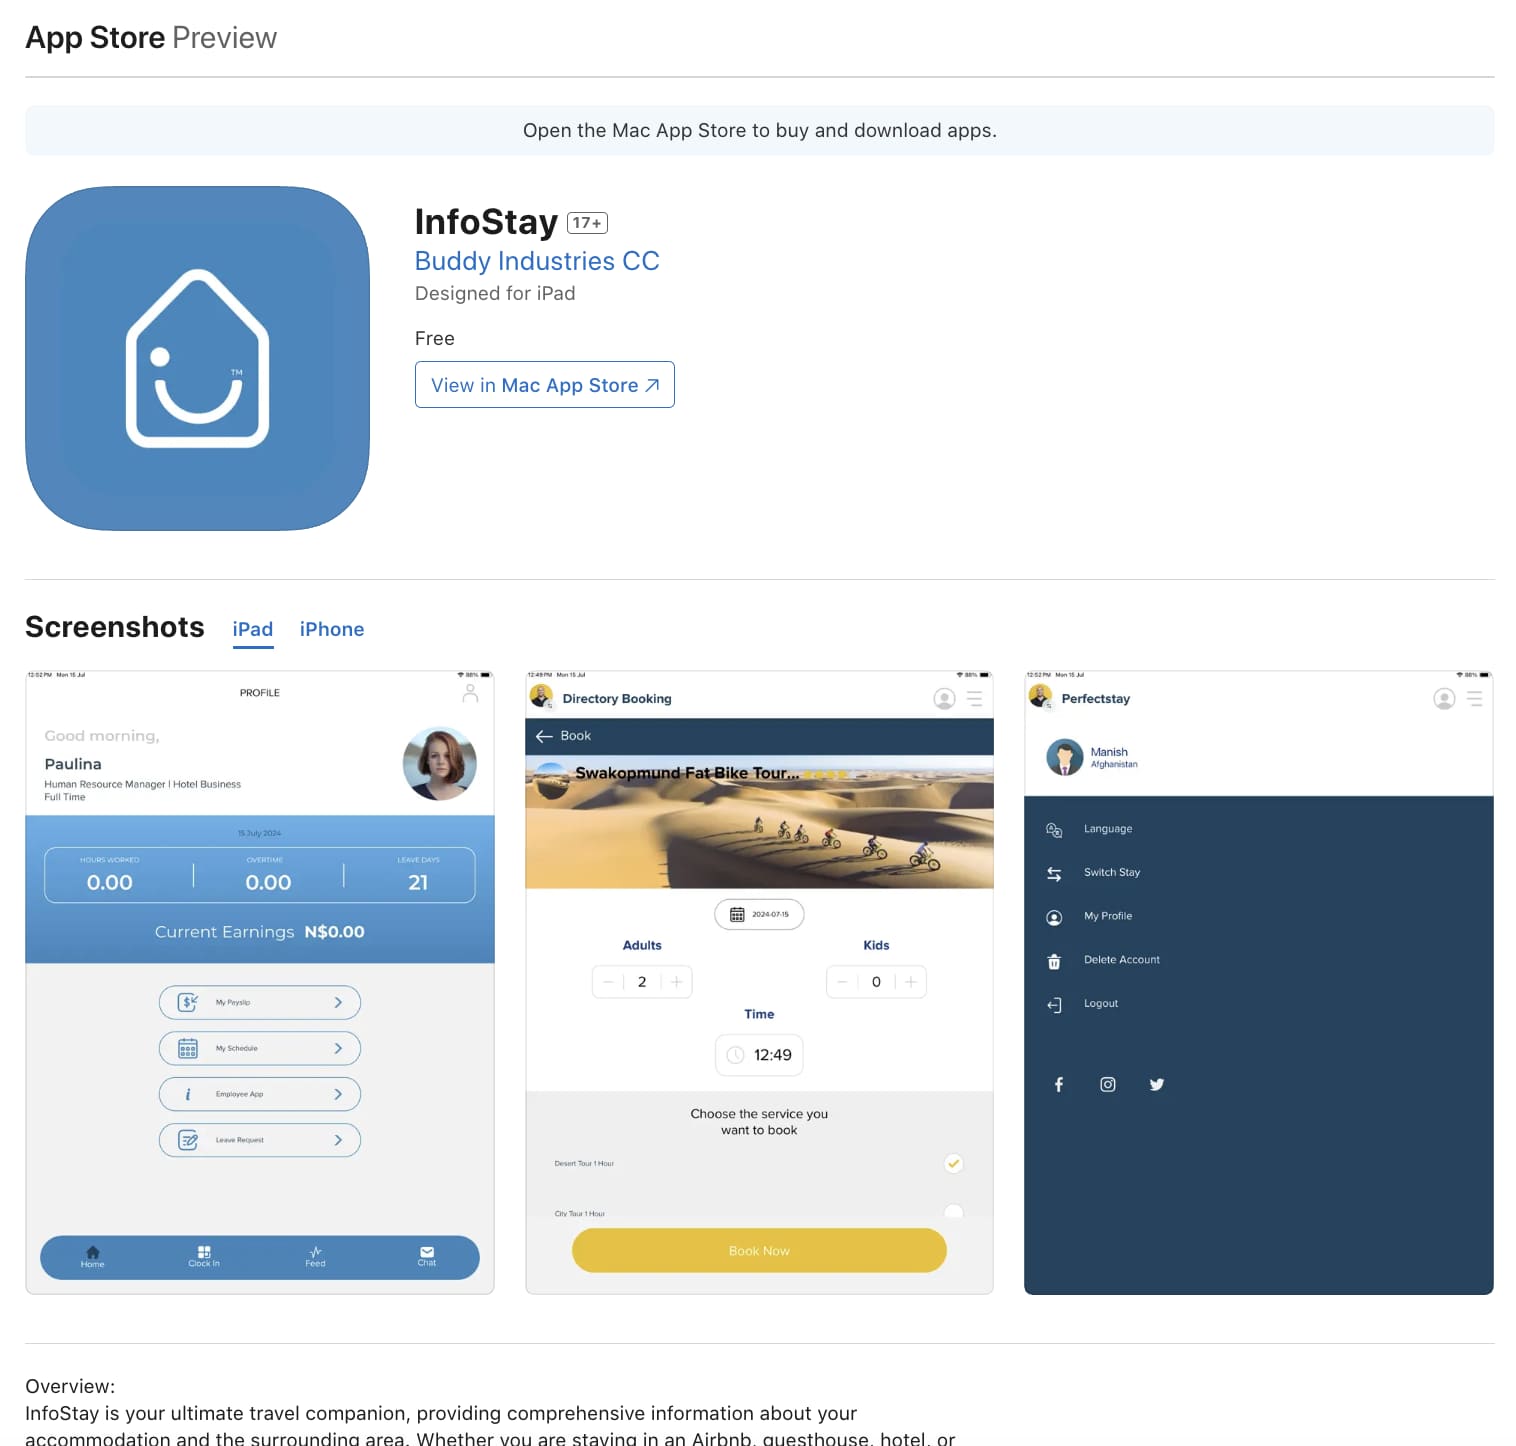 App Store Preview
Open the Mac App Store to buy and download apps.
TM
InfoStay 17+
Buddy Industries CC
Designed for iPad
Free
View in Mac App Store
Screenshots iPad iPhone
12:52 PM Mon 15 Jul 88%
PROFILE
Good morning,
Paulina
Human Resource Manager | Hotel Business
Full Time
15 July 2024
HOURS WORKED OVERTIME LEAVE DAYS
0.00 0.00 21
Current Earnings N$0.00
My Payslip
My Schedule
Employee App
Leave Request
Home Clock In Feed Chat
12:49 PM Mon 15 Jul 88%
Directory Booking
Book
Swakopmund Fat Bike Tour...
2024-07-15
Adults Kids
2 0
Time
12:49
Choose the service you
want to book
Desert Tour 1 Hour
City Tour 1 Hour
Book Now
12:52 PM Mon 15 Jul 88%
Perfectstay
Manish
Afghanistan
Language
Switch Stay
My Profile
Delete Account
Logout
Overview:
InfoStay is your ultimate travel companion, providing comprehensive information about your
accommodation and the surrounding area. Whether you are staying in an Airbnb, guesthouse, hotel, or